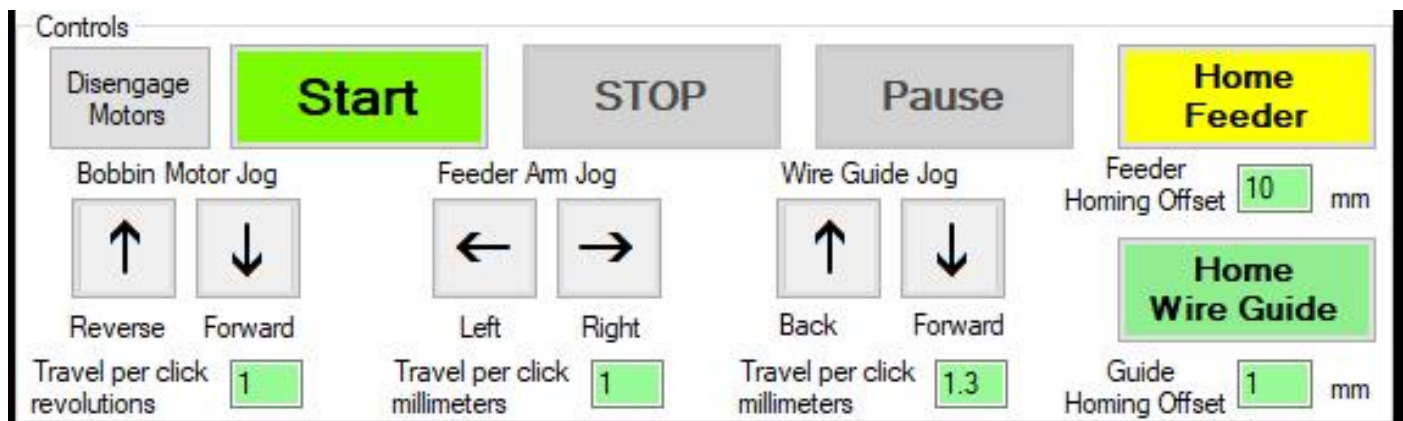 Controls
Disengage
Motors
Start
STOP
Pause
Home
Feeder
Bobbin Motor Jog
Feeder Arm Jog
Wire Guide Jog
Feeder
Homing Offset 10 mm
↑ ↓
← →
↑ ↓
Home
Wire Guide
Reverse Forward
Left Right
Back Forward
Travel per click
revolutions 1
Travel per click
millimeters 1
Travel per click
millimeters 1.3
Guide
Homing Offset 1 mm